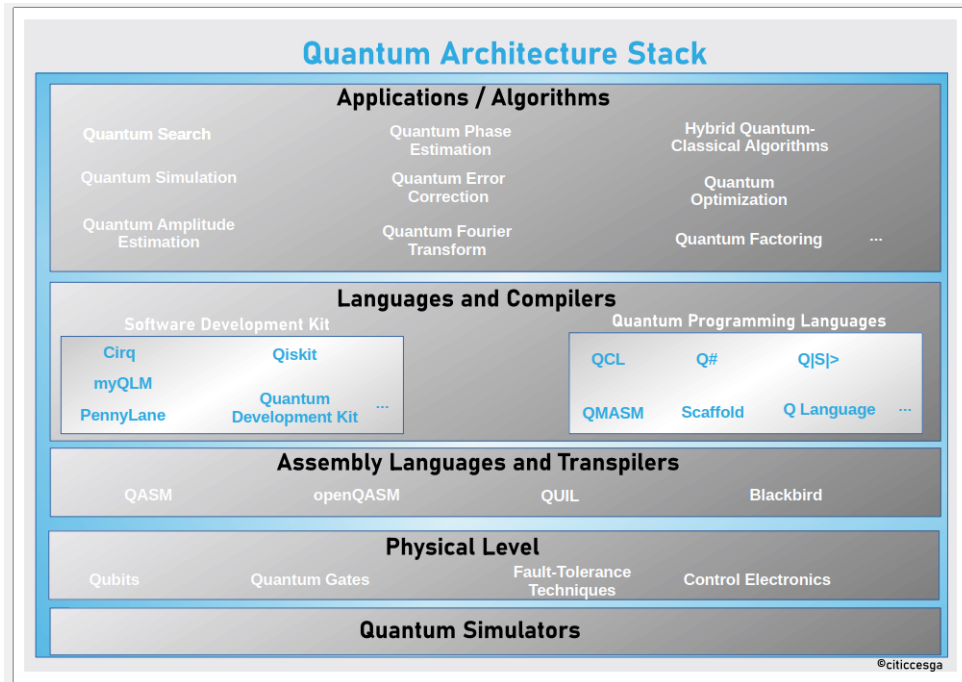 Quantum Architecture Stack
Applications / Algorithms
Quantum Search
Quantum Phase
Estimation
Hybrid Quantum-
Classical Algorithms
Quantum Simulation
Quantum Error
Correction
Quantum
Optimization
Quantum Amplitude
Estimation
Quantum Fourier
Transform
Quantum Factoring
...
Languages and Compilers
Software Development Kit
Cirq
Qiskit
myQLM
PennyLane
Quantum
Development Kit
...
Quantum Programming Languages
QCL
Q#
Q|S|>
QMASM
Scaffold
Q Language
...
Assembly Languages and Transpilers
QASM
openQASM
QUIL
Blackbird
Physical Level
Qubits
Quantum Gates
Fault-Tolerance
Techniques
Control Electronics
Quantum Simulators
©citiccesga